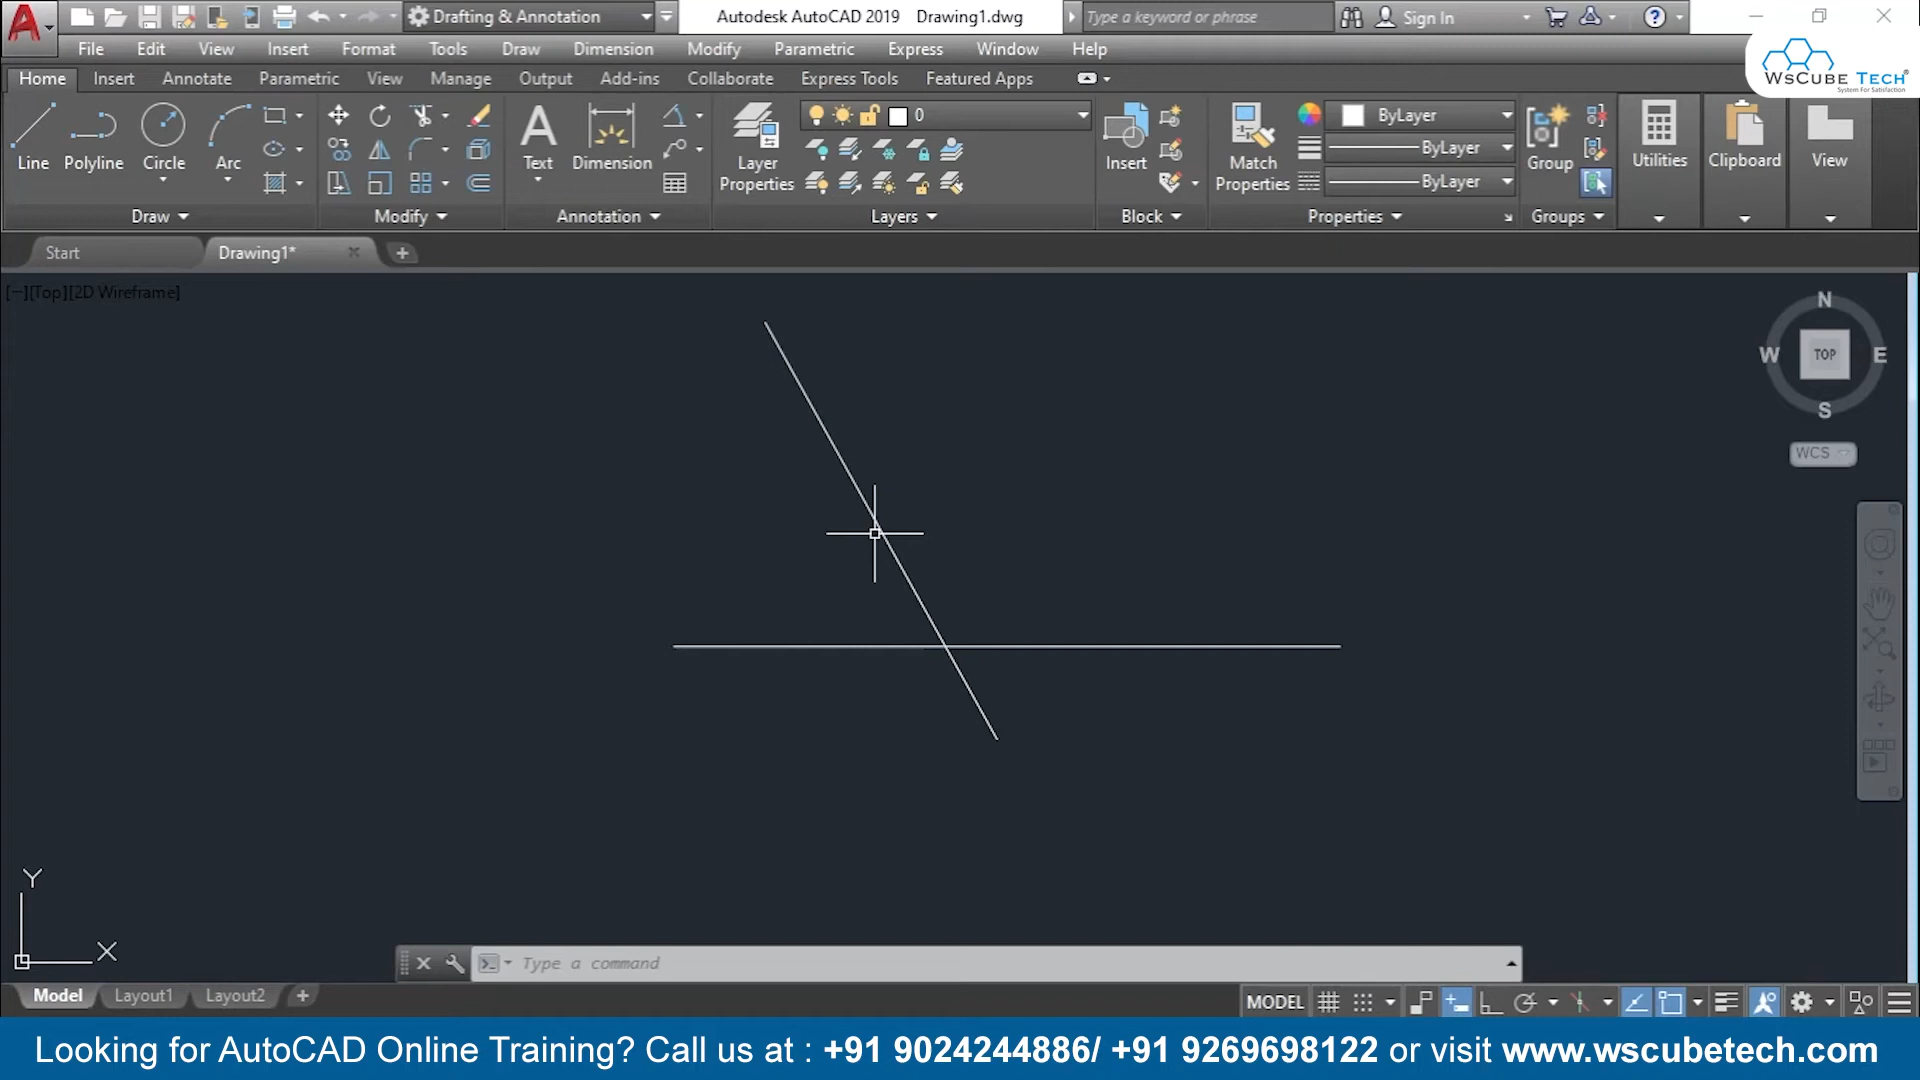 Drafting & Annotation
Autodesk AutoCAD 2019 Drawing1.dwg
Type a keyword or phrase
Sign In
WsCube Tech®
System For Satisfaction
File Edit View Insert Format Tools Draw Dimension Modify Parametric Express Window Help
Home Insert Annotate Parametric View Manage Output Add-ins Collaborate Express Tools Featured Apps
0
ByLayer
ByLayer
ByLayer
Line Polyline Circle Arc
Text Dimension
Layer Properties
Insert
Match Properties
Group
Utilities Clipboard View
Draw Modify Annotation Layers Block Properties Groups
Start Drawing1*
[−][Top][2D Wireframe]
N
W TOP E
S
WCS
Y
X
Type a command
Model Layout1 Layout2
MODEL
Looking for AutoCAD Online Training? Call us at : +91 9024244886/ +91 9269698122 or visit www.wscubetech.com